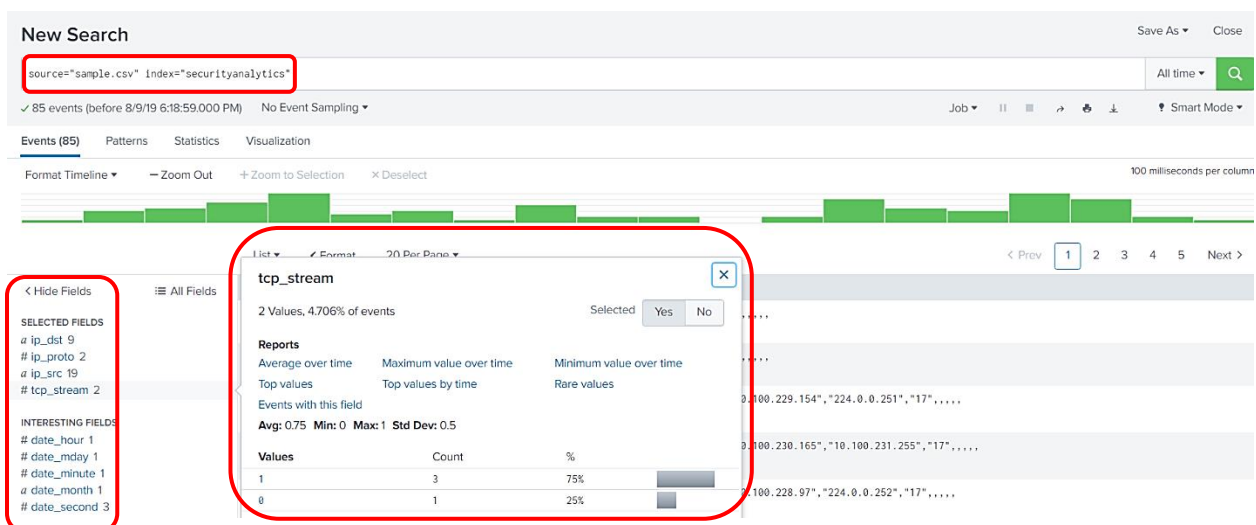 New Search
Save As ▾ Close
source="sample.csv" index="securityanalytics"
All time ▾
✓ 85 events (before 8/9/19 6:18:59.000 PM) No Event Sampling ▾
Job ▾
Smart Mode ▾
Events (85) Patterns Statistics Visualization
Format Timeline ▾ — Zoom Out + Zoom to Selection × Deselect
100 milliseconds per column
List ▾ Format 20 Per Page ▾
< Prev 1 2 3 4 5 Next >
< Hide Fields All Fields
SELECTED FIELDS
a ip_dst 9
# ip_proto 2
a ip_src 19
# tcp_stream 2
INTERESTING FIELDS
# date_hour 1
# date_mday 1
# date_minute 1
a date_month 1
# date_second 3
tcp_stream
2 Values, 4.706% of events
Selected Yes No
Reports
Average over time Maximum value over time Minimum value over time
Top values Top values by time Rare values
Events with this field
Avg: 0.75 Min: 0 Max: 1 Std Dev: 0.5
Values Count %
1 3 75%
0 1 25%
,,,,
,,,,
0.100.229.154","224.0.0.251","17",,,,,
0.100.230.165","10.100.231.255","17",,,,,
0.100.228.97","224.0.0.252","17",,,,,